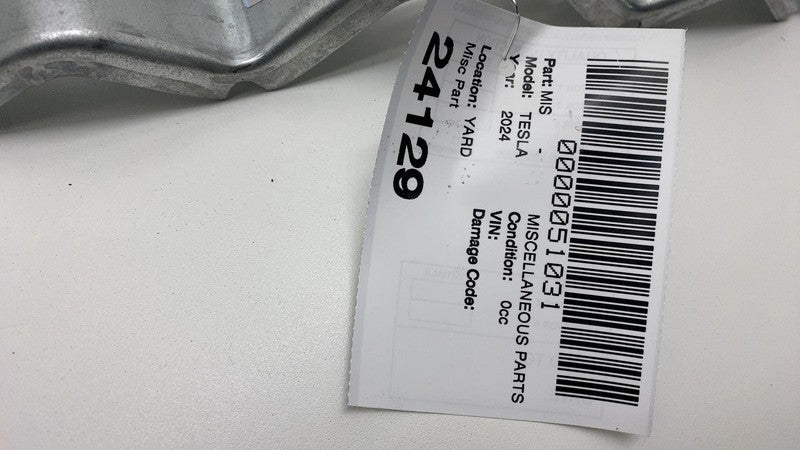 0000051031
Part: MIS - MISCELLANEOUS PARTS
Model: TESLA Condition: 0cc
Year: 2024 VIN:
Damage Code:
Location: YARD
Misc Part
24129